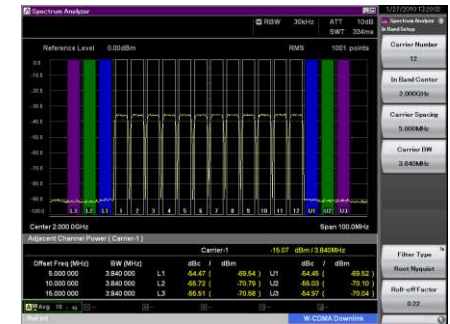 Spectrum Analyzer
1/27/2010 13:20:02
RBW 30kHz ATT 10dB
SWT 334ms
Reference Level 0.00dBm RMS 1001 points
0.0
-20.0
-30.0
-40.0
-50.0
-60.0
-80.0
-90.0
-100.0
L3 L2 L1 1 2 3 4 5 6 7 8 9 10 11 12 U1 U2 U3
Center 2.000 0GHz Span 100.0MHz
Adjacent Channel Power ( Carrier-1 )
Carrier-1 -15.07 dBm / 3.840MHz
Offset Freq (MHz) BW (MHz) dBc / dBm dBc / dBm
5.000 000 3.840 000 L1 -54.47 ( -69.54 ) U1 -54.45 ( -69.52 )
10.000 000 3.840 000 L2 -55.72 ( -70.79 ) U2 -55.03 ( -70.10 )
15.000 000 3.840 000 L3 -55.51 ( -70.58 ) U3 -54.97 ( -70.04 )
Avg 10 / 10
Ref.Int W-CDMA Downlink
Spectrum Analyzer
In Band Setup
Carrier Number
12
In Band Center
2.000GHz
Carrier Spacing
5.000MHz
Carrier BW
3.840MHz
Filter Type
Root Nyquist
Roll-off Factor
0.22